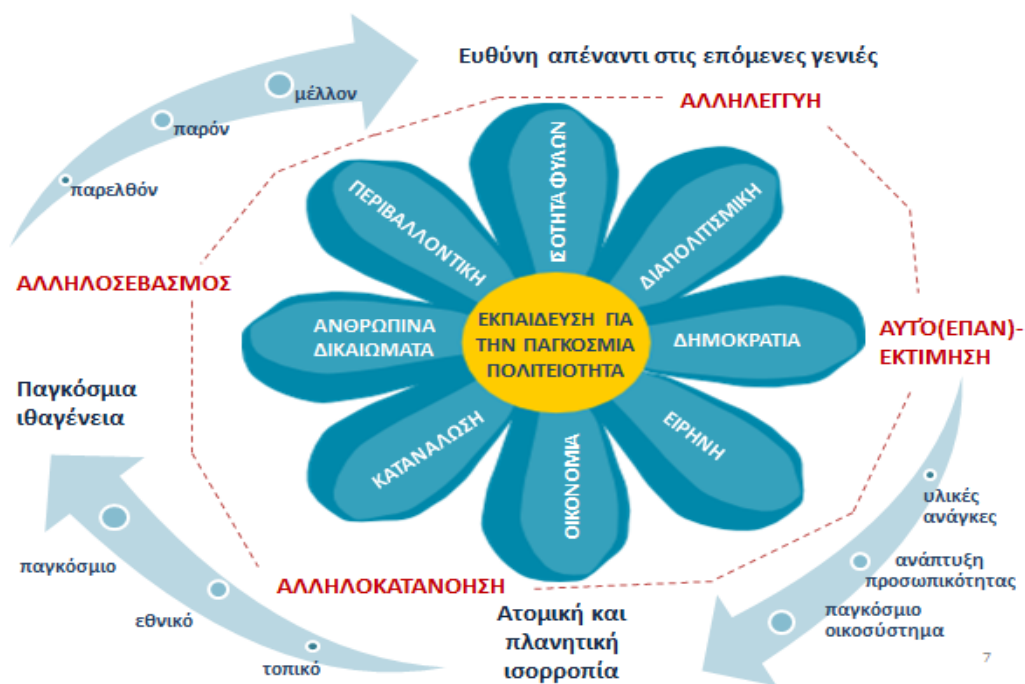 Ευθύνη απέναντι στις επόμενες γενιές
μέλλον
παρόν
παρελθόν
ΑΛΛΗΛΕΓΓΥΗ
ΙΣΟΤΗΤΑ ΦΥΛΩΝ
ΠΕΡΙΒΑΛΛΟΝΤΙΚΗ
ΔΙΑΠΟΛΙΤΙΣΜΙΚΗ
ΑΛΛΗΛΟΣΕΒΑΣΜΟΣ
ΑΝΘΡΩΠΙΝΑ
ΔΙΚΑΙΩΜΑΤΑ
ΕΚΠΑΙΔΕΥΣΗ ΓΙΑ
ΤΗΝ ΠΑΓΚΟΣΜΙΑ
ΠΟΛΙΤΕΙΟΤΗΤΑ
ΔΗΜΟΚΡΑΤΙΑ
ΑΥΤΟ(ΕΠΑΝ)-
ΕΚΤΙΜΗΣΗ
Παγκόσμια
ιθαγένεια
ΚΑΤΑΝΑΛΩΣΗ
ΟΙΚΟΝΟΜΙΑ
ΕΙΡΗΝΗ
υλικές
ανάγκες
ανάπτυξη
προσωπικότητας
παγκόσμιο
οικοσύστημα
ΑΛΛΗΛΟΚΑΤΑΝΟΗΣΗ
Ατομική και
πλανητική
ισορροπία
παγκόσμιο
εθνικό
τοπικό
7